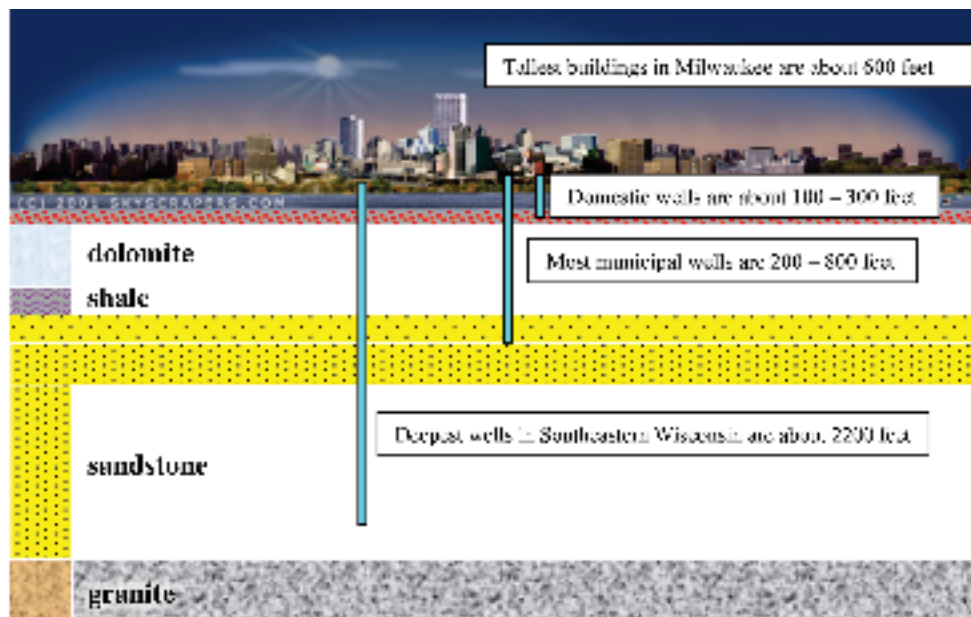 Tallest buildings in Milwaukee are about 600 feet
(C) 2001 SKYSCRAPERS.COM
Domestic wells are about 100 – 300 feet
dolomite
Most municipal wells are 200 – 800 feet
shale
Deepest wells in Southeastern Wisconsin are about 2200 feet
sandstone
granite